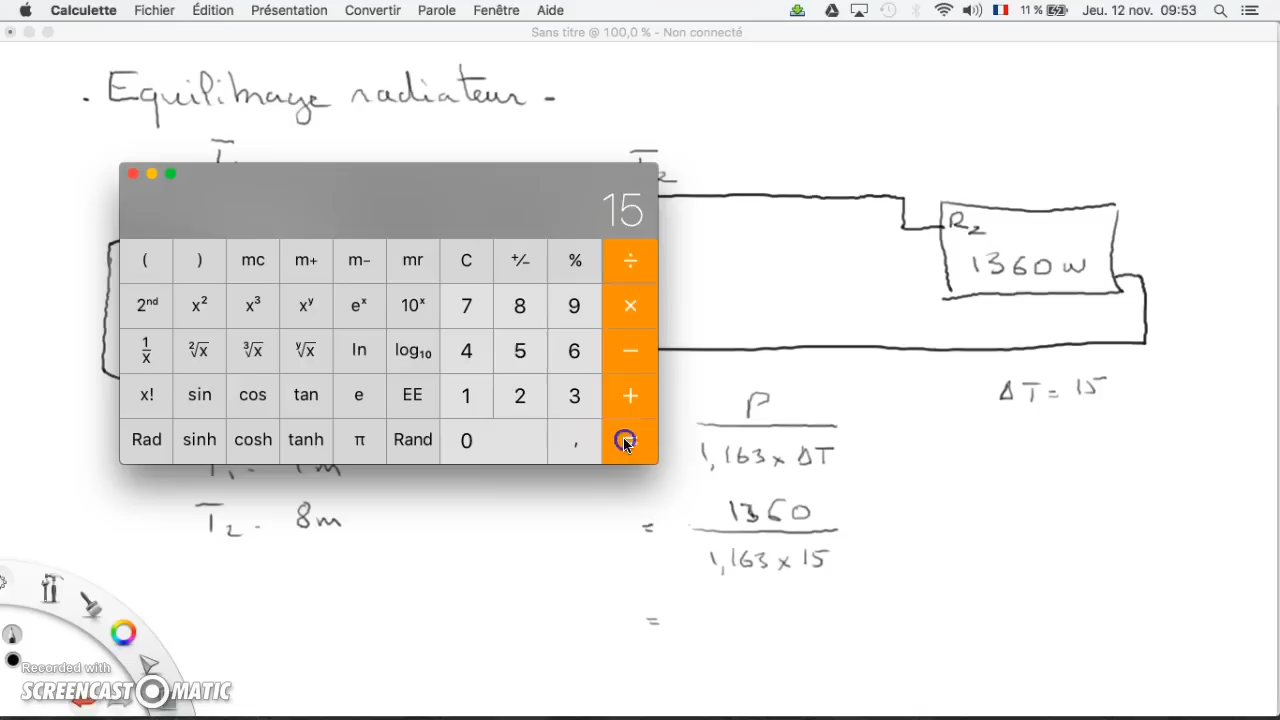 Calculette Fichier Édition Présentation Convertir Parole Fenêtre Aide 11 % Jeu. 12 nov. 09:53
Sans titre @ 100,0 % - Non connecté
. Equilibrage radiateur -
T2
15
( ) mc m+ m− mr C ⁺∕₋ % ÷
2ⁿᵈ x² x³ xʸ eˣ 10ˣ 7 8 9 ×
1/x ²√x ³√x ʸ√x ln log₁₀ 4 5 6 −
x! sin cos tan e EE 1 2 3 +
Rad sinh cosh tanh π Rand 0 ,
R2
1360 w
ΔT = 15
P
1,163 x ΔT
T2 - 8m
= 1360
1,163 x 15
=
Recorded with
SCREENCAST O MATIC